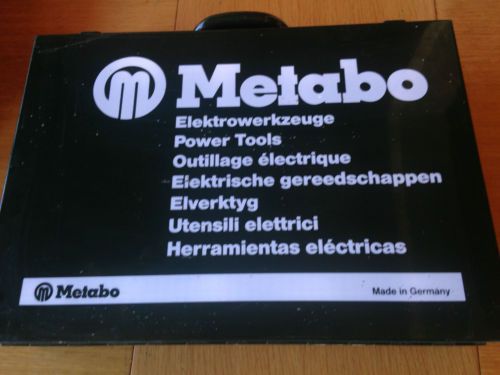 Metabo
Elektrowerkzeuge
Power Tools
Outillage électrique
Elektrische gereedschappen
Elverktyg
Utensili elettrici
Herramientas eléctricas
Metabo Made in Germany